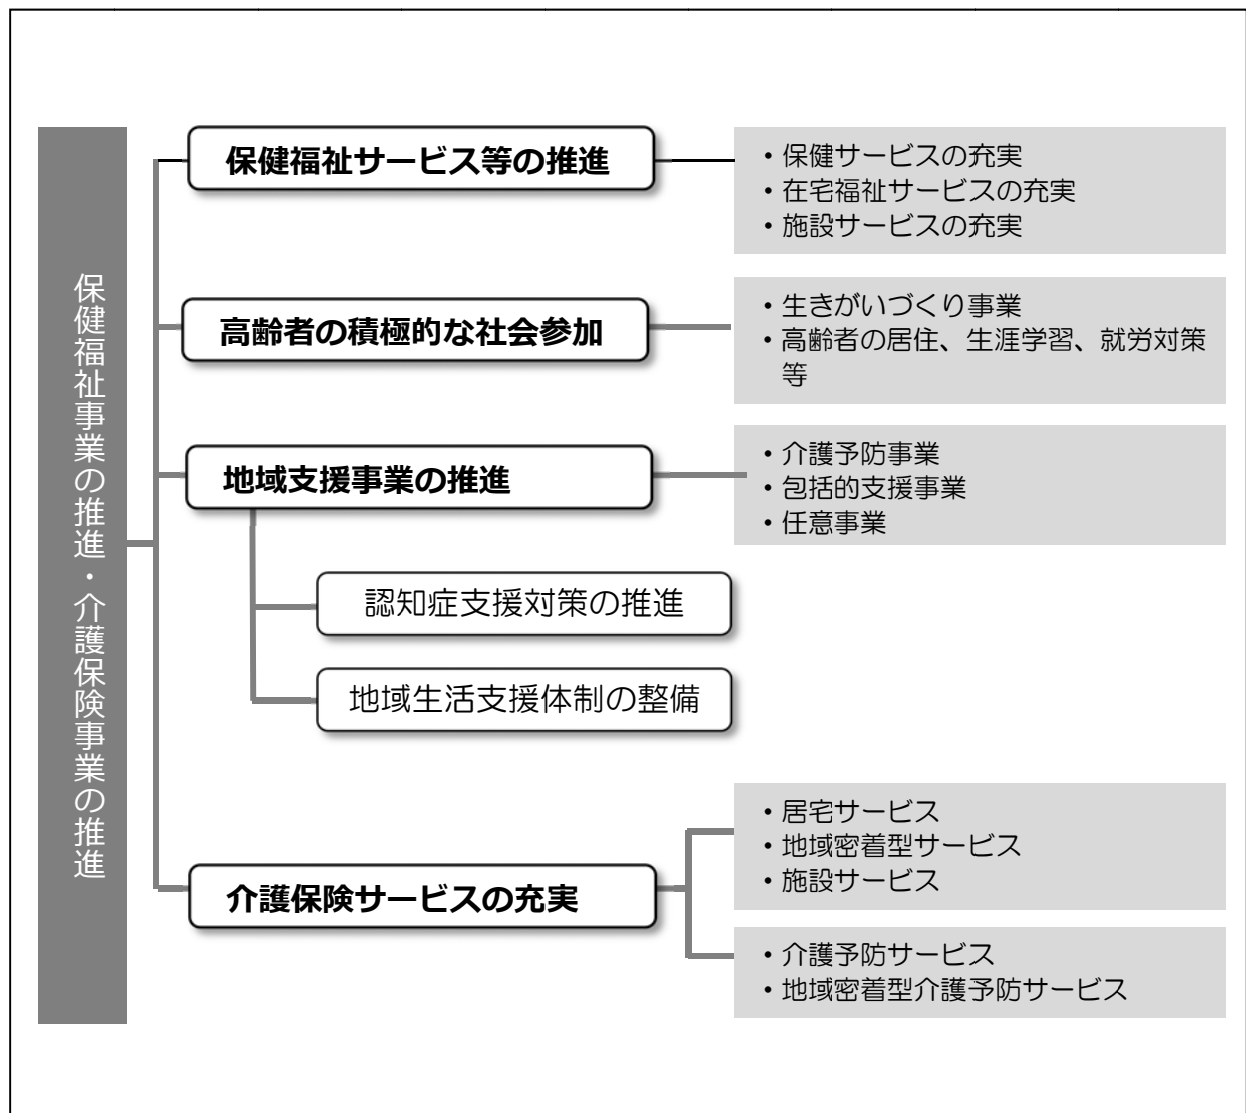 保健福祉事業の推進・介護保険事業の推進
保健福祉サービス等の推進
・保健サービスの充実
・在宅福祉サービスの充実
・施設サービスの充実
高齢者の積極的な社会参加
・生きがいづくり事業
・高齢者の居住、生涯学習、就労対策
等
地域支援事業の推進
・介護予防事業
・包括的支援事業
・任意事業
認知症支援対策の推進
地域生活支援体制の整備
介護保険サービスの充実
・居宅サービス
・地域密着型サービス
・施設サービス
・介護予防サービス
・地域密着型介護予防サービス